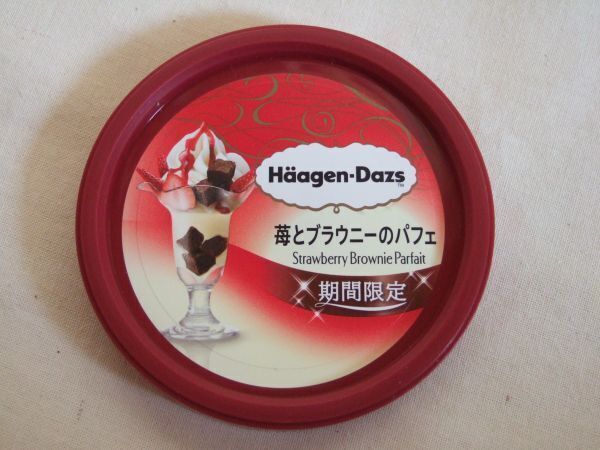 Häagen-Dazs™
苺とブラウニーのパフェ
Strawberry Brownie Parfait
期間限定